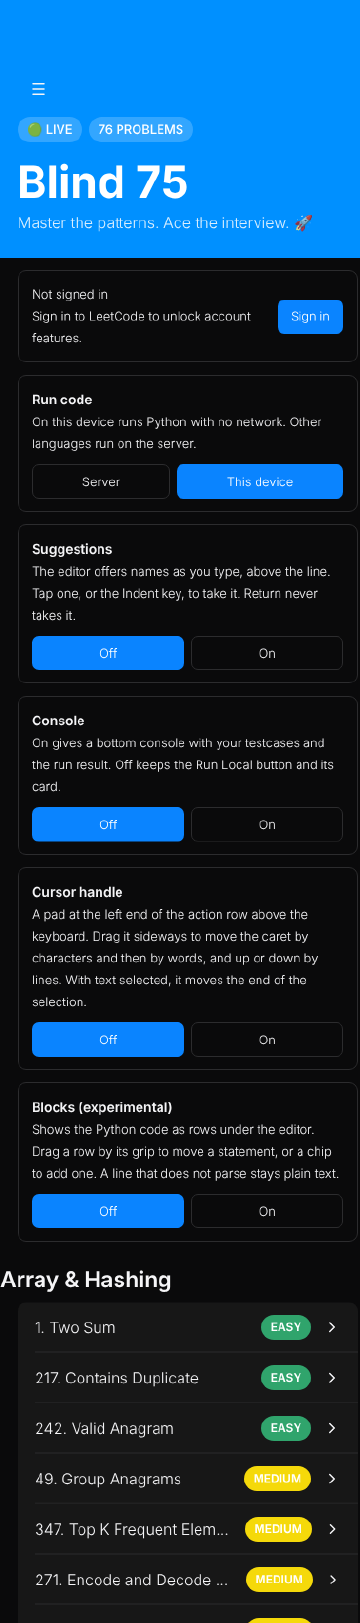 🟢 LIVE
76 PROBLEMS
Blind 75
Master the patterns. Ace the interview. 🚀
Not signed in
Sign in to LeetCode to unlock account
features.
Sign in
Run code
On this device runs Python with no network. Other
languages run on the server.
Server
This device
Suggestions
The editor offers names as you type, above the line.
Tap one, or the Indent key, to take it. Return never
takes it.
Off
On
Console
On gives a bottom console with your testcases and
the run result. Off keeps the Run Local button and its
card.
Off
On
Cursor handle
A pad at the left end of the action row above the
keyboard. Drag it sideways to move the caret by
characters and then by words, and up or down by
lines. With text selected, it moves the end of the
selection.
Off
On
Blocks (experimental)
Shows the Python code as rows under the editor.
Drag a row by its grip to move a statement, or a chip
to add one. A line that does not parse stays plain text.
Off
On
Array & Hashing
1. Two Sum EASY
217. Contains Duplicate EASY
242. Valid Anagram EASY
49. Group Anagrams MEDIUM
347. Top K Frequent Elem... MEDIUM
271. Encode and Decode ... MEDIUM